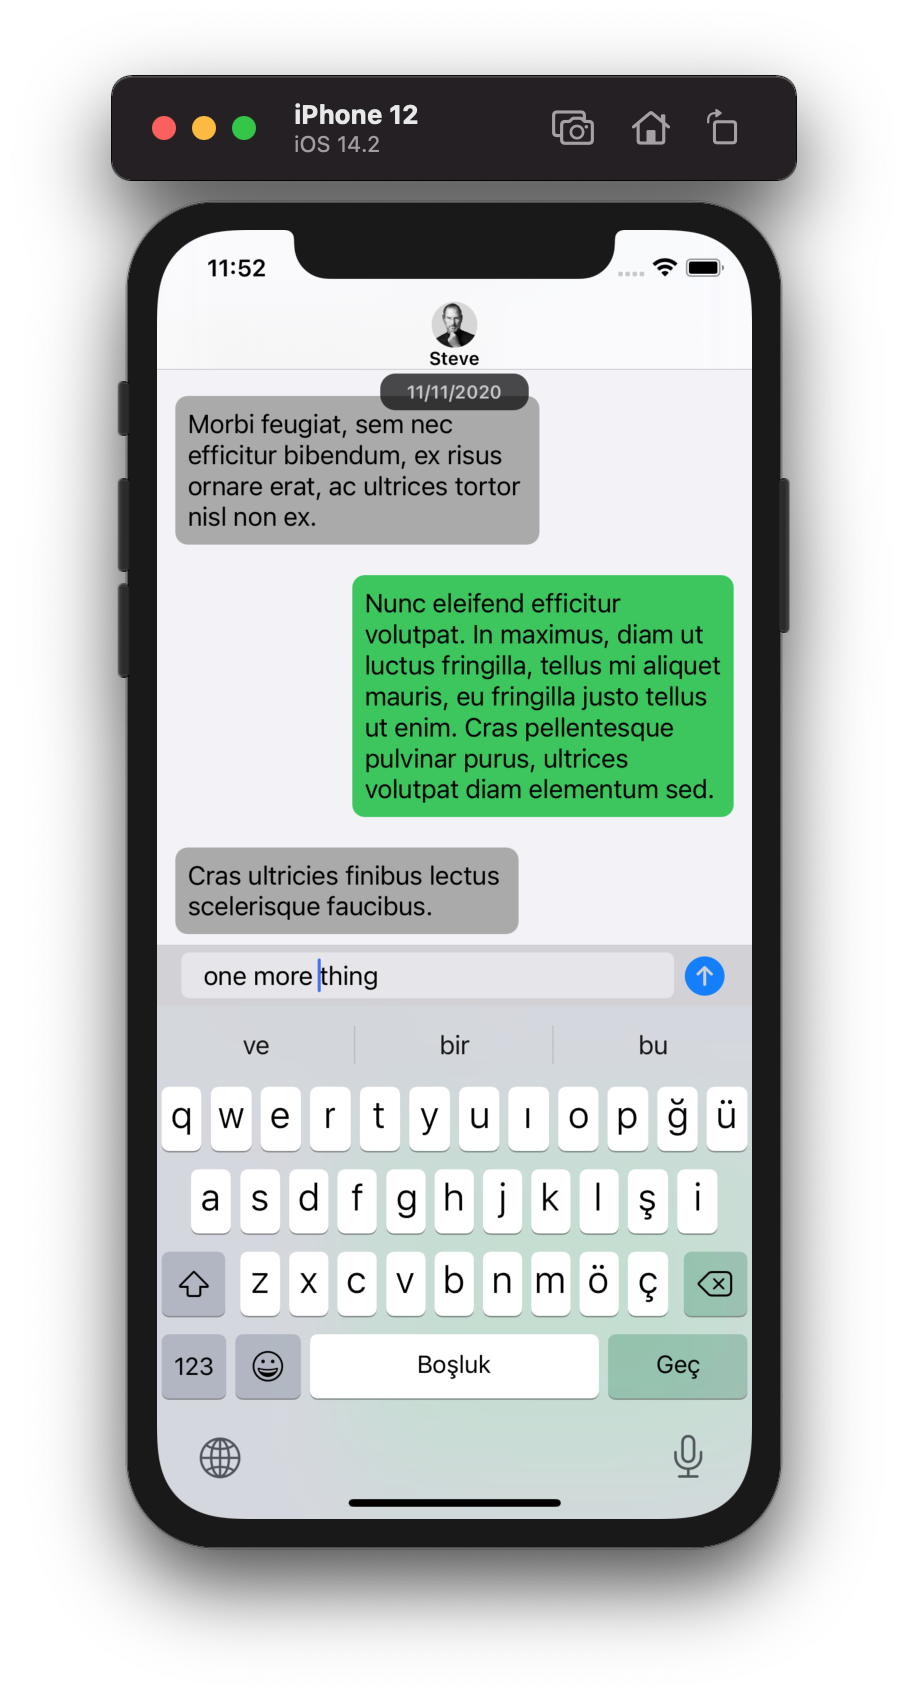 iPhone 12
iOS 14.2
11:52
Steve
11/11/2020
Morbi feugiat, sem nec
efficitur bibendum, ex risus
ornare erat, ac ultrices tortor
nisl non ex.
Nunc eleifend efficitur
volutpat. In maximus, diam ut
luctus fringilla, tellus mi aliquet
mauris, eu fringilla justo tellus
ut enim. Cras pellentesque
pulvinar purus, ultrices
volutpat diam elementum sed.
Cras ultricies finibus lectus
scelerisque faucibus.
one more thing
ve bir bu
q w e r t y u ı o p ğ ü
a s d f g h j k l ş i
z x c v b n m ö ç
123 Boşluk Geç